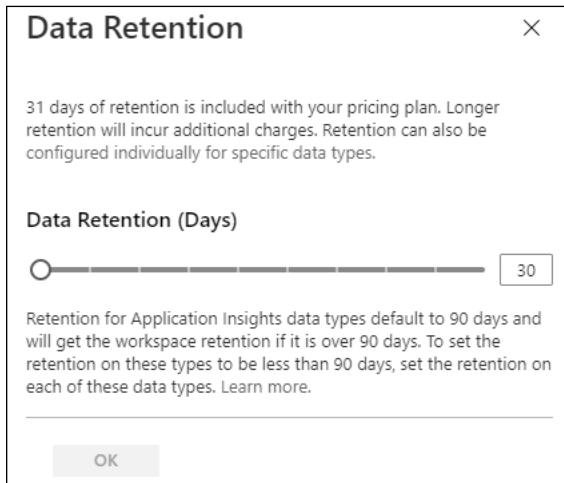 Data Retention
31 days of retention is included with your pricing plan. Longer
retention will incur additional charges. Retention can also be
configured individually for specific data types.
Data Retention (Days)
30
Retention for Application Insights data types default to 90 days and
will get the workspace retention if it is over 90 days. To set the
retention on these types to be less than 90 days, set the retention on
each of these data types. Learn more.
OK